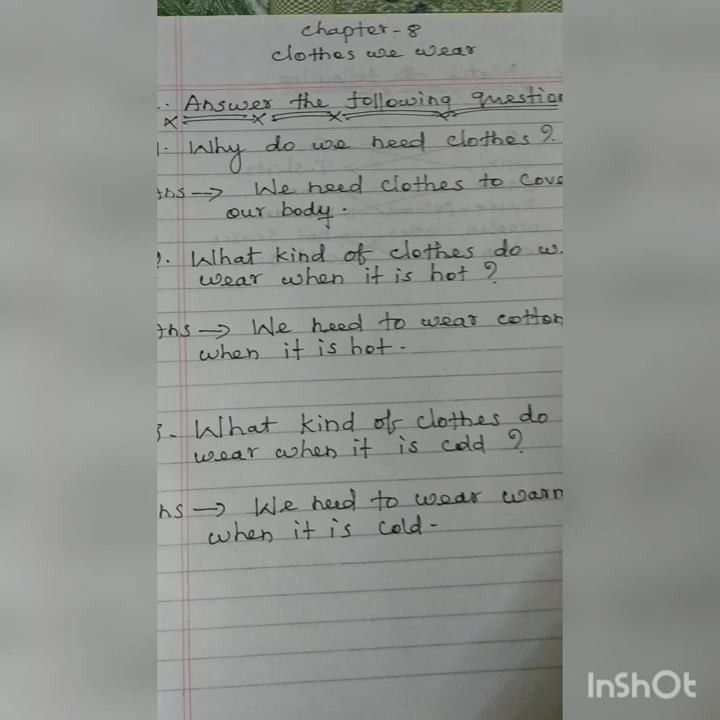 chapter-8
clothes we wear
Answer the following question
1. Why do we need clothes?
Ans → We need clothes to cove
our body.
2. What kind of clothes do w
wear when it is hot?
Ans → We need to wear cotton
when it is hot.
3. What kind of clothes do
wear when it is cold?
ns → We need to wear warm
when it is cold-
InShOt